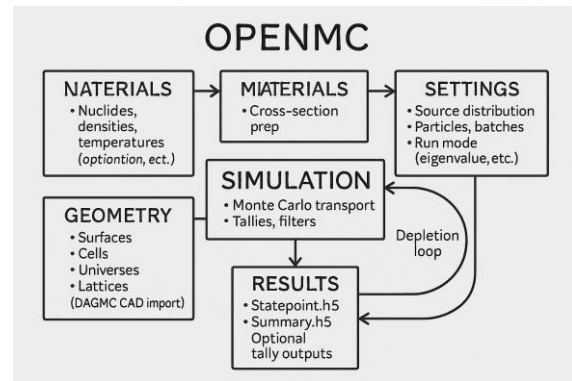 OPENMC
NATERIALS
• Nuclides,
densities,
temperatures
(optiontion, ect.)
MIATERIALS
• Cross-section
prep
SETTINGS
• Source distribution
• Particles, batches
• Run mode
(eigenvalue, etc.)
SIMULATION
• Monte Carlo transport
• Tallies, filters
GEOMETRY
• Surfaces
• Cells
• Universes
• Lattices
(DAGMC CAD import)
Depletion
loop
RESULTS
• Statepoint.h5
• Summary.h5
Optional
tally outputs